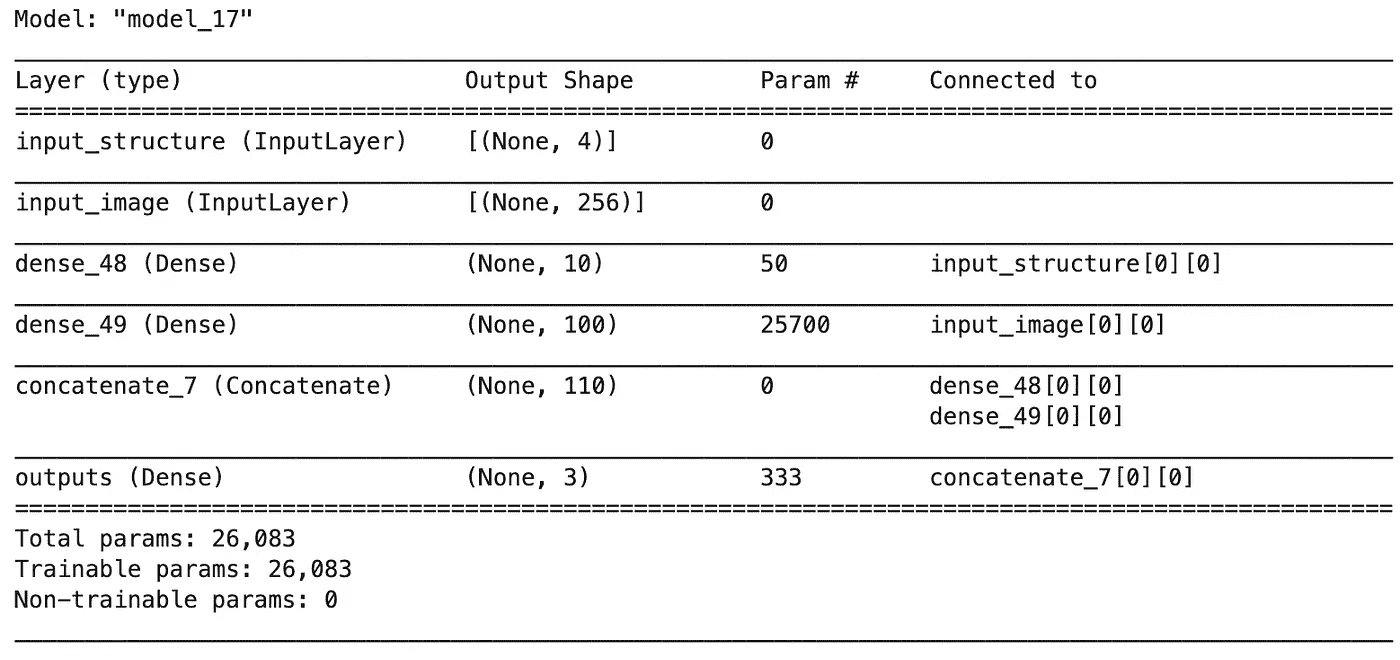 Model: "model_17"
Layer (type) Output Shape Param # Connected to
input_structure (InputLayer) [(None, 4)] 0
input_image (InputLayer) [(None, 256)] 0
dense_48 (Dense) (None, 10) 50 input_structure[0][0]
dense_49 (Dense) (None, 100) 25700 input_image[0][0]
concatenate_7 (Concatenate) (None, 110) 0 dense_48[0][0]
dense_49[0][0]
outputs (Dense) (None, 3) 333 concatenate_7[0][0]
Total params: 26,083
Trainable params: 26,083
Non-trainable params: 0